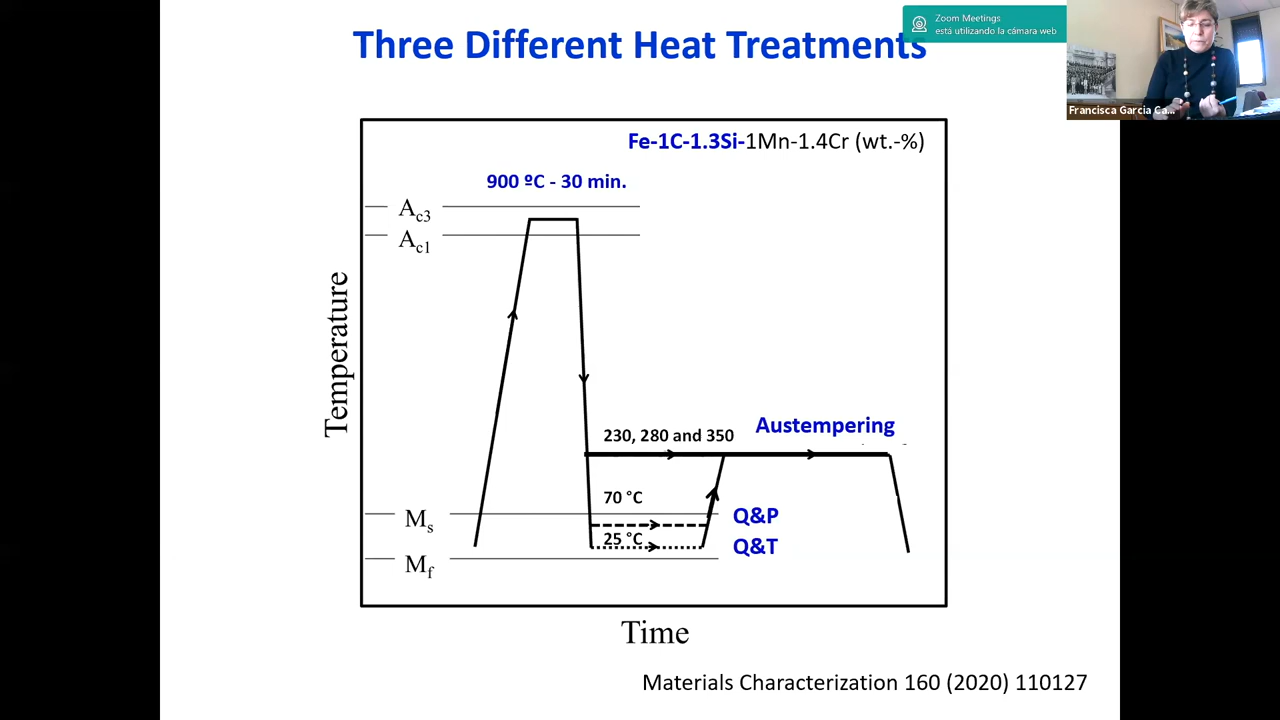 Three Different Heat Treatments
Zoom Meetings
está utilizando la cámara web
Francisca Garcia Ca...
Fe-1C-1.3Si-1Mn-1.4Cr (wt.-%)
900 ºC - 30 min.
Ac3
Ac1
Temperature
230, 280 and 350
Austempering
70 °C
Ms
Q&P
25 °C
Q&T
Mf
Time
Materials Characterization 160 (2020) 110127